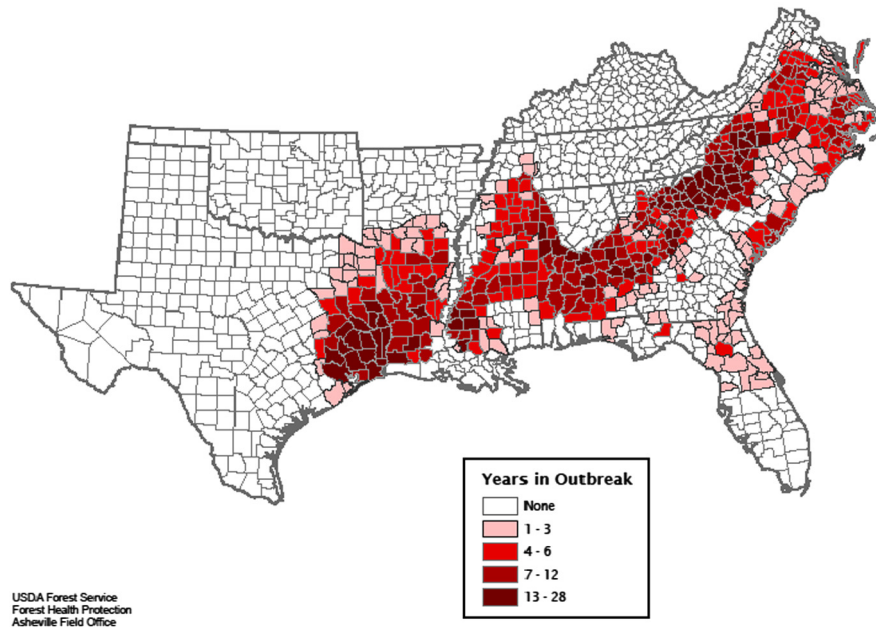 Years in Outbreak
None
1 - 3
4 - 6
7 - 12
13 - 28
USDA Forest Service
Forest Health Protection
Asheville Field Office